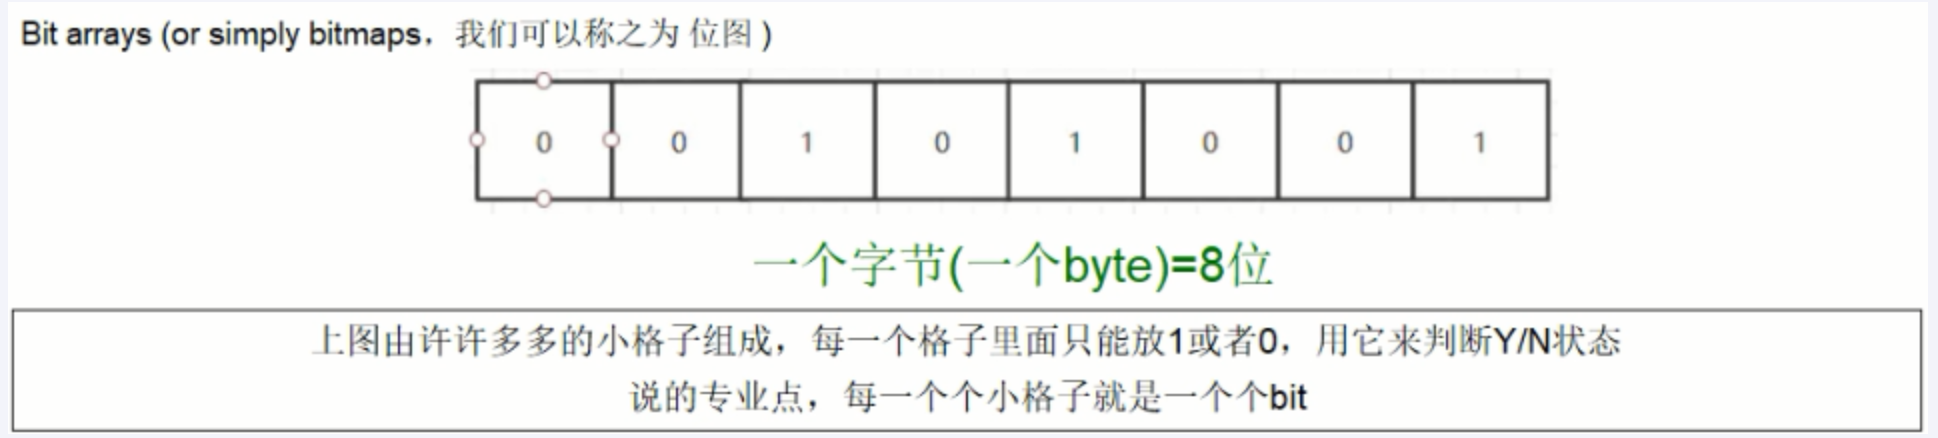 Bit arrays (or simply bitmaps，我们可以称之为 位图 )
0 0 1 0 1 0 0 1
一个字节(一个byte)=8位
上图由许许多多的小格子组成，每一个格子里面只能放1或者0，用它来判断Y/N状态
说的专业点，每一个个小格子就是一个个bit